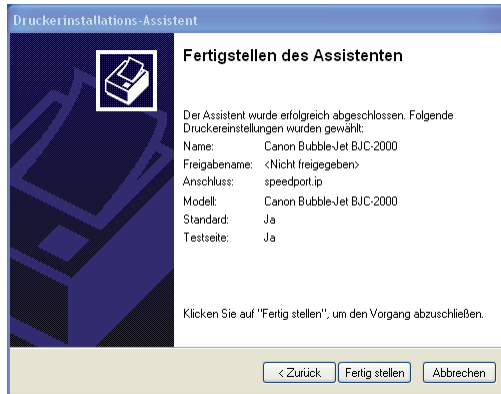 Druckerinstallations-Assistent
Fertigstellen des Assistenten
Der Assistent wurde erfolgreich abgeschlossen. Folgende
Druckereinstellungen wurden gewählt:
Name: Canon Bubble-Jet BJC-2000
Freigabename: <Nicht freigegeben>
Anschluss: speedport.ip
Modell: Canon Bubble-Jet BJC-2000
Standard: Ja
Testseite: Ja
Klicken Sie auf "Fertig stellen", um den Vorgang abzuschließen.
< Zurück Fertig stellen Abbrechen